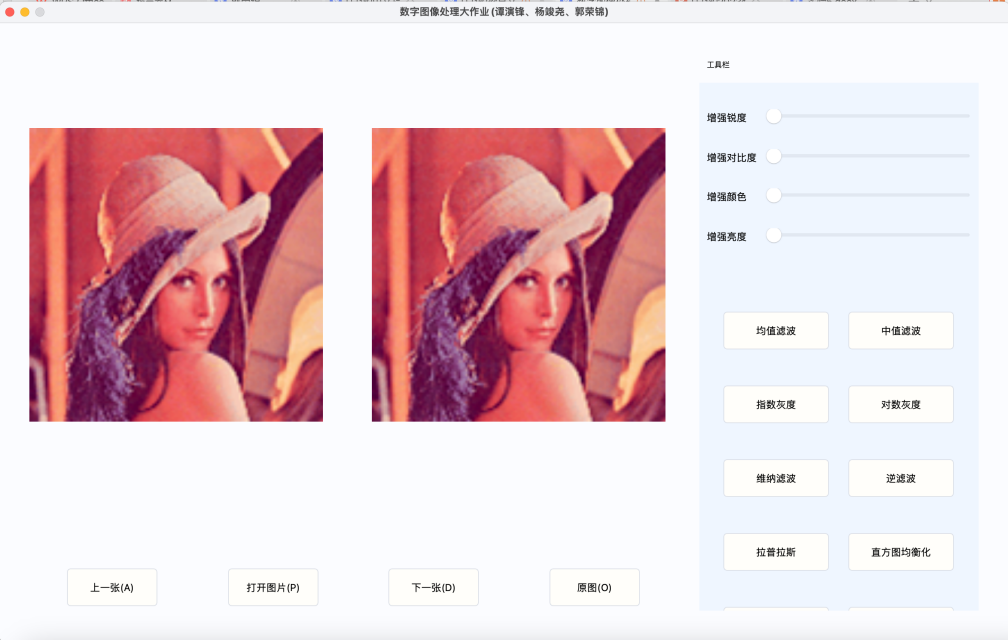 数字图像处理大作业(谭演锋、杨竣尧、郭荣锦)
工具栏
增强锐度
增强对比度
增强颜色
增强亮度
均值滤波
中值滤波
指数灰度
对数灰度
维纳滤波
逆滤波
拉普拉斯
直方图均衡化
上一张(A)
打开图片(P)
下一张(D)
原图(O)